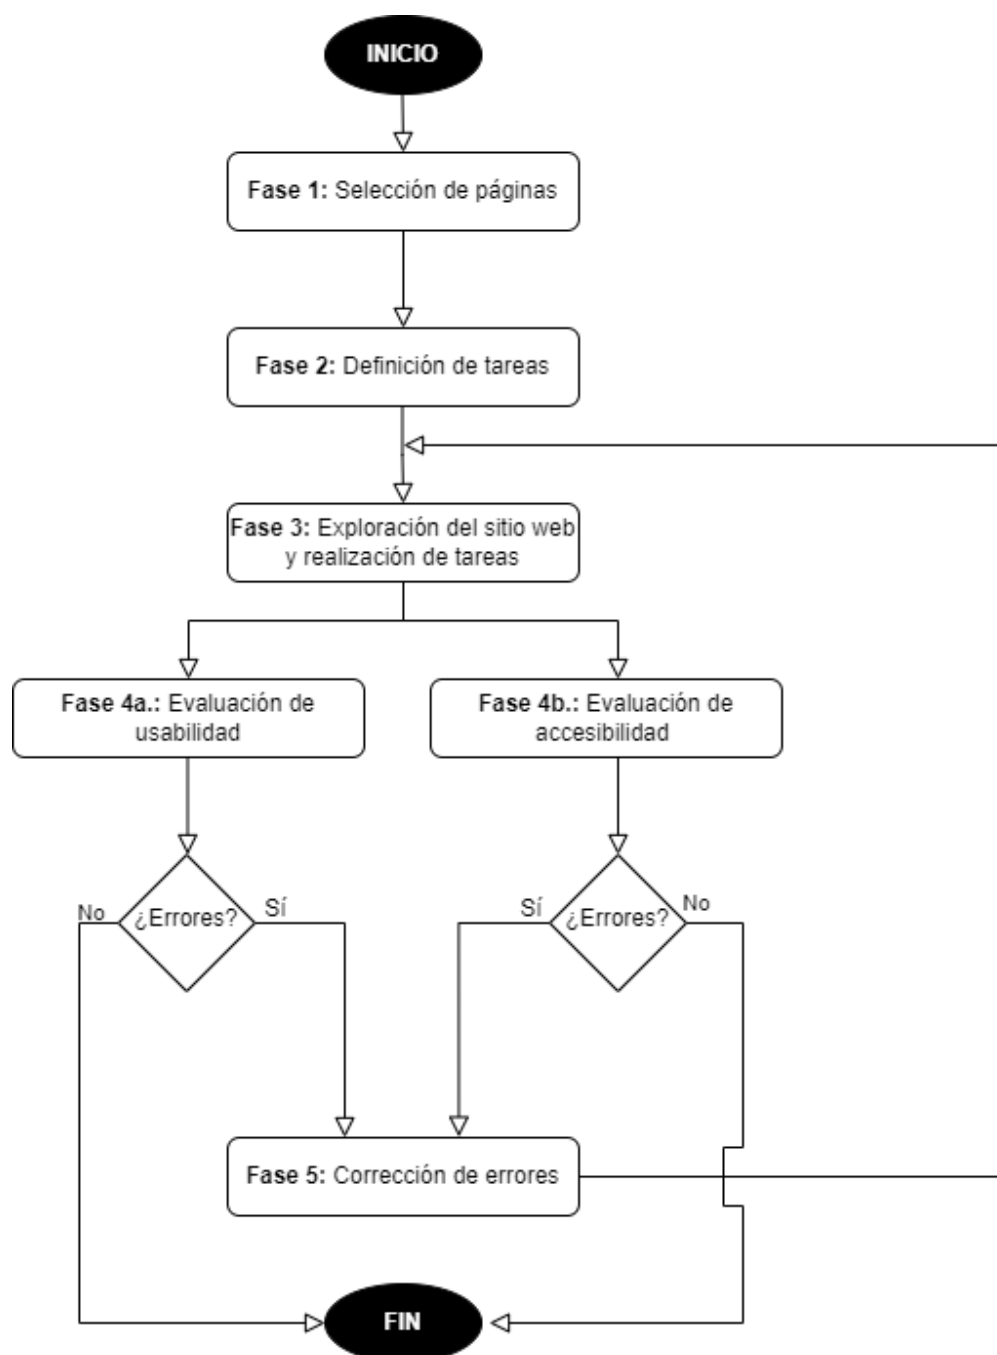 INICIO
Fase 1: Selección de páginas
Fase 2: Definición de tareas
Fase 3: Exploración del sitio web
y realización de tareas
Fase 4a.: Evaluación de
usabilidad
Fase 4b.: Evaluación de
accesibilidad
No
¿Errores?
Sí
Sí
¿Errores?
No
Fase 5: Corrección de errores
FIN